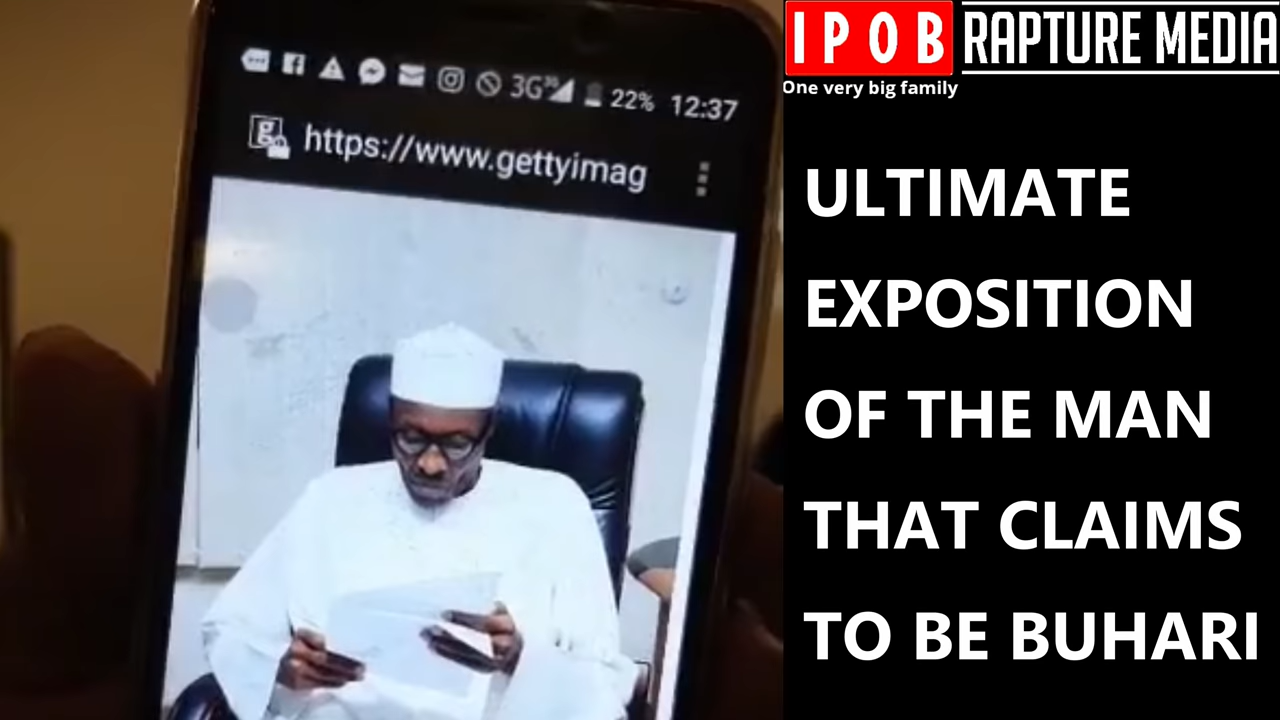 3G 3G 22% 12:37
https://www.gettyimag
IPOB RAPTURE MEDIA
One very big family
ULTIMATE
EXPOSITION
OF THE MAN
THAT CLAIMS
TO BE BUHARI